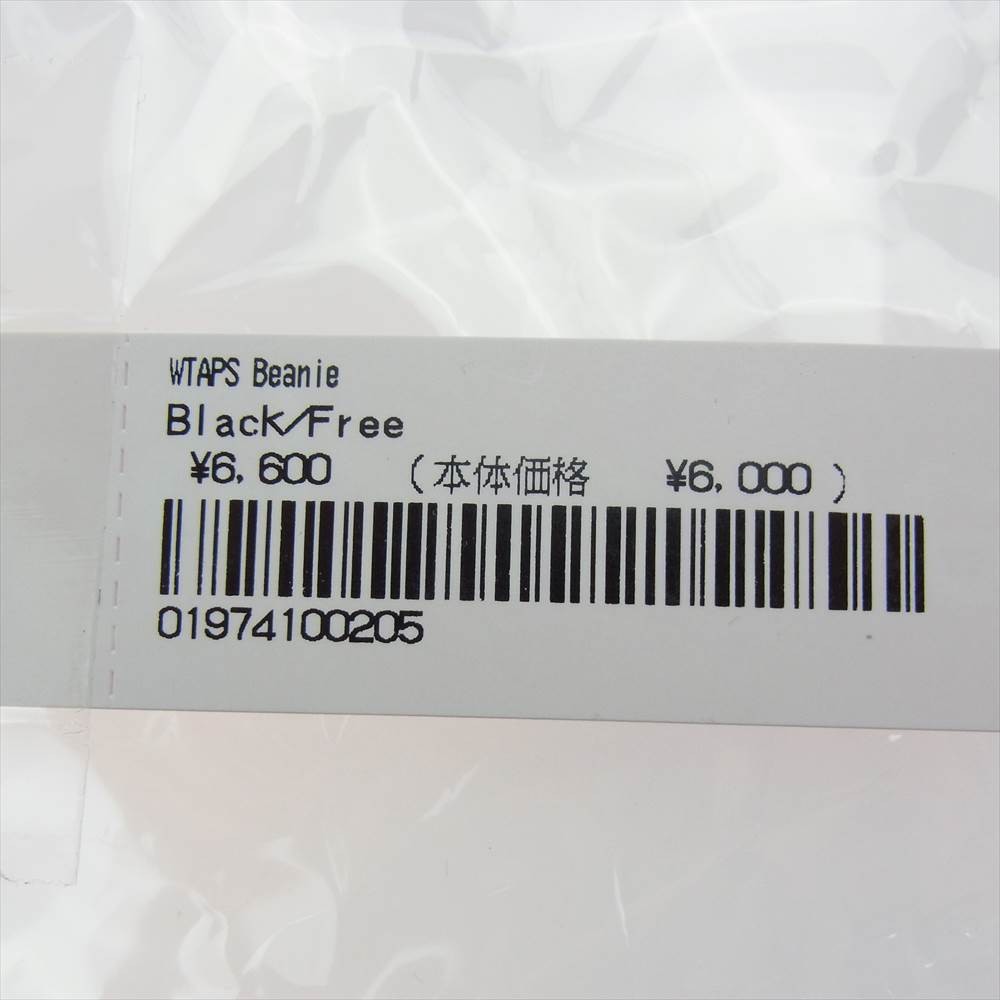 WTAPS Beanie
Black/Free
¥6,600 (本体価格 ¥6,000)
01974100205